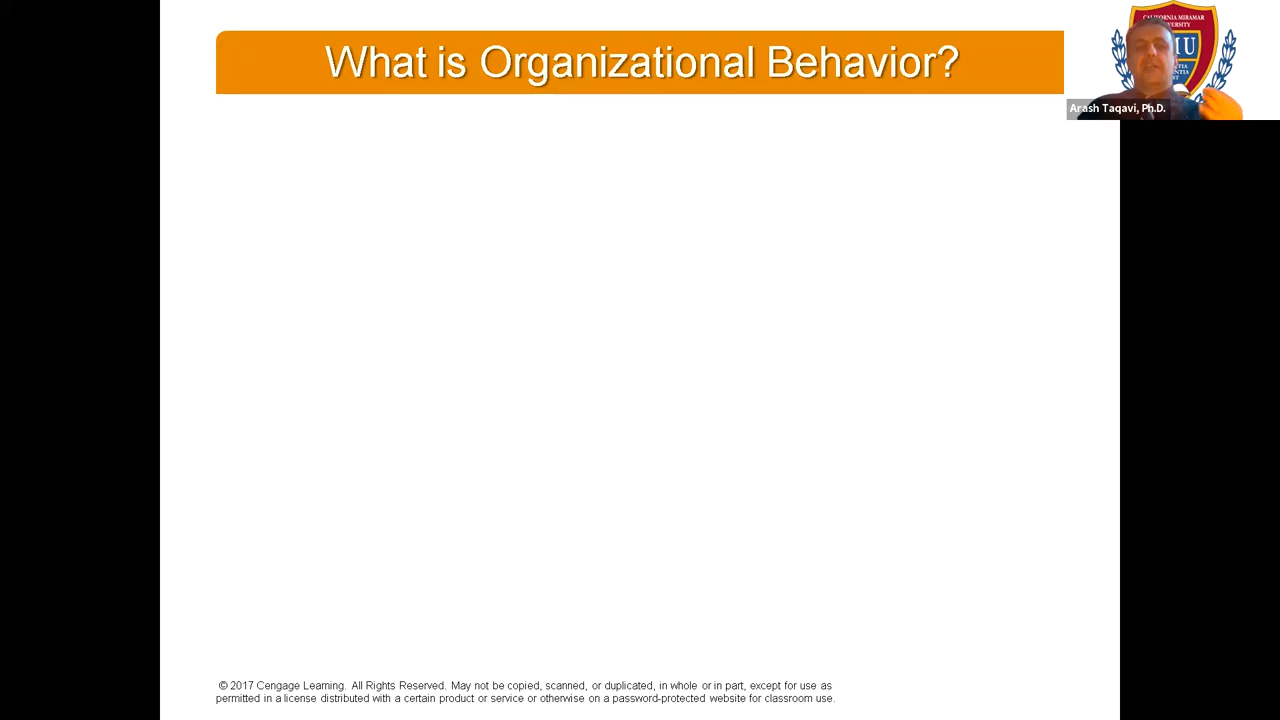 What is Organizational Behavior?
CALIFORNIA MIRAMAR
Arash Taqavi, Ph.D.
© 2017 Cengage Learning. All Rights Reserved. May not be copied, scanned, or duplicated, in whole or in part, except for use as
permitted in a license distributed with a certain product or service or otherwise on a password-protected website for classroom use.